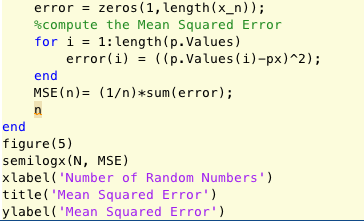 error = zeros(1,length(x_n));
%compute the Mean Squared Error
for i = 1:length(p.Values)
error(i) = ((p.Values(i)-px)^2);
end
MSE(n)= (1/n)*sum(error);
n
end
figure(5)
semilogx(N, MSE)
xlabel('Number of Random Numbers')
title('Mean Squared Error')
ylabel('Mean Squared Error')